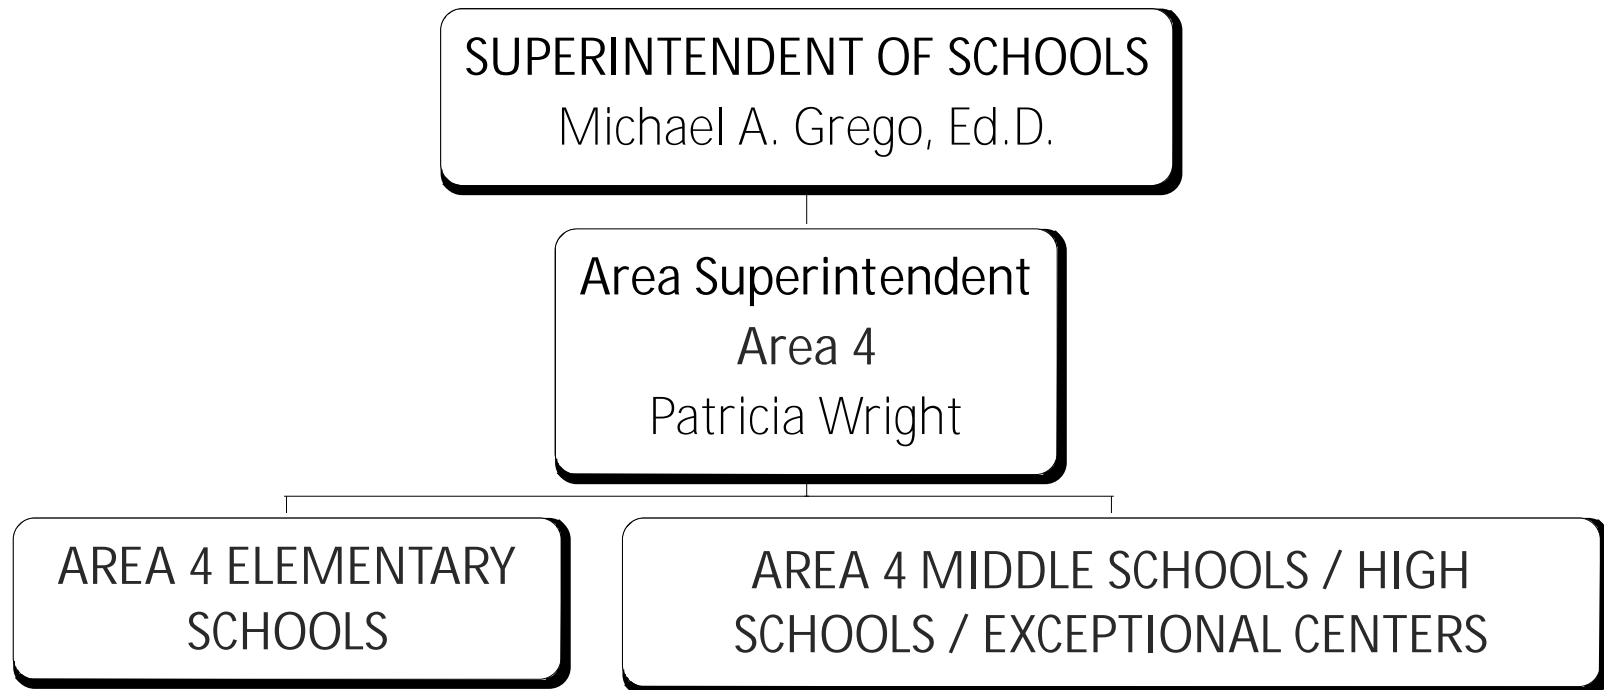 SUPERINTENDENT OF SCHOOLS
Michael A. Grego, Ed.D.
Area Superintendent
Area 4
Patricia Wright
AREA 4 ELEMENTARY
SCHOOLS
AREA 4 MIDDLE SCHOOLS / HIGH
SCHOOLS / EXCEPTIONAL CENTERS